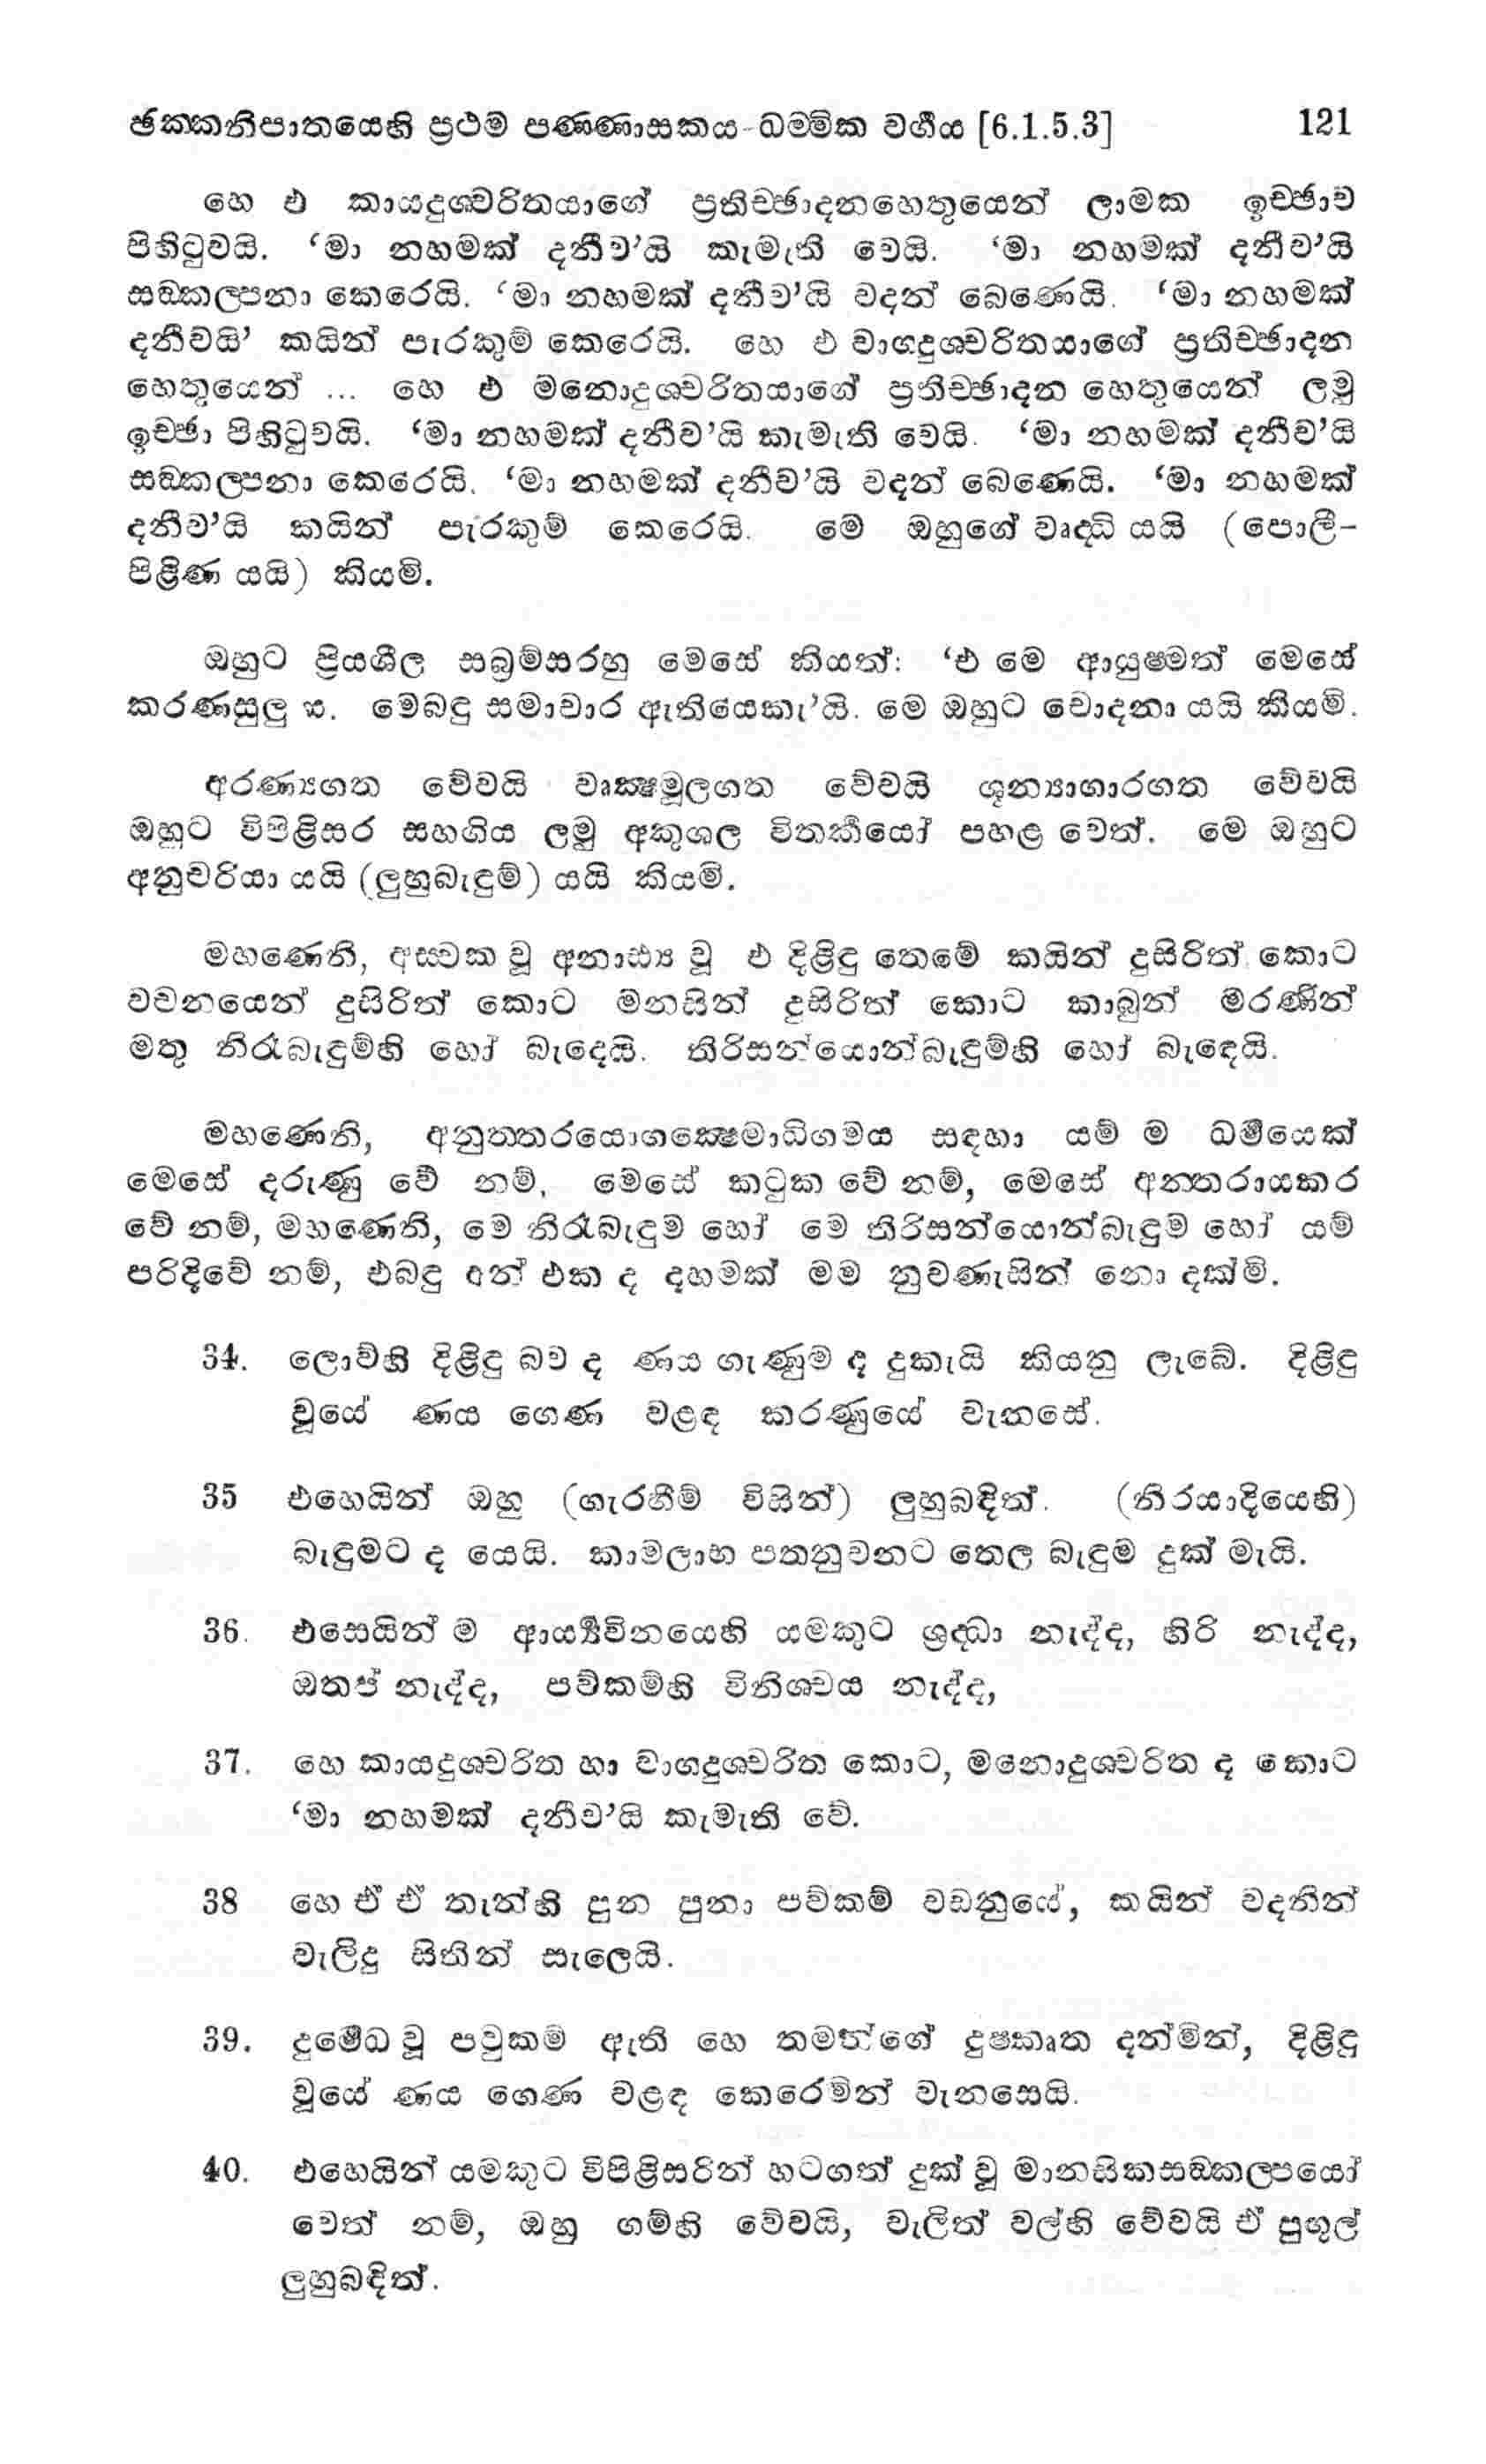 ඡක‍්කනිපාතයෙහි ප්‍රථම පණ‍්ණාසකය-ධම‍්මික වර්‍ගය [6.1.5.3] 121
හෙ එ කායදුශ‍්චරිතයාගේ ප්‍රතිච‍්ඡාදනහෙතුයෙන් ලාමක ඉච‍්ඡාව
පිහිටුවයි. ‘මා නහමක් දනීව’යි කැමැති වෙයි. ‘මා නහමක් දනීව’යි
සඞ‍්කල‍්පනා කෙරෙයි. ‘මා නහමක් දනීව’යි වදන් බෙණෙයි. ‘මා නහමක්
දනීවයි’ කයින් පැරකුම් කෙරෙයි. හෙ එ වාග‍්දුශ‍්චරිතයාගේ ප්‍රතිච‍්ඡාදන
හෙතුයෙන් ... හෙ එ මනොදුශ‍්චරිතයාගේ ප්‍රතිච‍්ඡාදන හෙතුයෙන් ලමු
ඉච‍්ඡා පිහිටුවයි. ‘මා නහමක් දනීව’යි කැමැති වෙයි. ‘මා නහමක් දනීව’යි
සඞ‍්කල‍්පනා කෙරෙයි. ‘මා නහමක් දනීව’යි වදන් බෙණෙයි. ‘මා නහමක්
දනීව’යි කයින් පැරකුම් කෙරෙයි. මෙ ඔහුගේ වෘද‍්ධි යයි (පොලී-
පිළිණ යයි) කියමි.
ඔහුට ප්‍රියශීල සබ්‍රම්සරහු මෙසේ කියත්: ‘එ මෙ ආයුෂ‍්මත් මෙසේ
කරණසුලු ය. මෙබඳු සමාචාර ඇතියෙකැ’යි. මෙ ඔහුට චොදනා යයි කියමි.
අරණ්‍යගත වේවයි වෘක‍්ෂමූලගත වේවයි ශුන්‍යාගාරගත වේවයි
ඔහුට විපිළිසර සහගිය ලමු අකුශල විතර්‍කයෝ පහළ වෙත්. මෙ ඔහුට
අනුචරියා යයි (ලුහුබැඳුම්) යයි කියමි.
මහණෙනි, අස‍්වක වූ අනාඪ්‍ය වූ එ දිළිඳු තෙමේ කයින් දුසිරිත් කොට
වචනයෙන් දුසිරිත් කොට මනසින් දුසිරිත් කොට කාබුන් මරණින්
මතු නිරැබැඳුම්හි හෝ බැදෙයි. තිරිසන්යොන්බැඳුම්හි හෝ බැඳෙයි.
මහණෙනි, අනුත‍්තරයොගක‍්ෂෙමාධිගමය සඳහා යම් ම ධර්‍මයෙක්
මෙසේ දරුණු වේ නම්, මෙසේ කටුක වේ නම්, මෙසේ අන‍්තරායකර
වේ නම්, මහණෙනි, මෙ නිරැබැඳුම හෝ මෙ තිරිසන්යොන්බැඳුම හෝ යම්
පරිදිවේ නම්, එබඳු අන් එක ද දහමක් මම නුවණැසින් නො දක්මි.
34. ලොව්හි දිළිඳු බව ද ණය ගැණුම ද දුකැයි කියනු ලැබේ. දිළිඳු
වූයේ ණය ගෙණ වළඳ කරණුයේ වැනසේ.
35 එහෙයින් ඔහු (ගැරහීම් විසින්) ලුහුබඳිත්. (නිරයාදියෙහි)
බැඳුමට ද යෙයි. කාමලාභ පතනුවනට තෙල බැඳුම දුක් මැයි.
36. එසෙයින් ම ආර්‍ය්‍යවිනයෙහි යමකුට ශ්‍රද‍්ධා නැද්ද, හිරි නැද්ද,
ඔතප් නැද්ද, පව්කම්හි විනිශ‍්චය නැද්ද,
37. හෙ කායදුශ‍්චරිත හා වාග‍්දුශ‍්චරිත කොට, මනොදුශ‍්චරිත ද කොට
‘මා නහමක් දනීව’යි කැමැති වේ.
38 හෙ ඒ ඒ තැන්හි පුන පුනා පව්කම් වඩනුයේ, කයින් වදනින්
වැලිදු සිතින් සැලෙයි.
39. දුර්‍මෙධ වූ පවුකම් ඇති හෙ තමන්ගේ දුෂ‍්කෘත දන්මින්, දිළිඳු
වූයේ ණය ගෙණ වළඳ කෙරෙමින් වැනසෙයි.
40. එහෙයින් යමකුට විපිළිසරින් හටගත් දුක් වූ මානසිකසඞ‍්කල‍්පයෝ
වෙත් නම්, ඔහු ගම්හි වේවයි, වැලිත් වල්හි වේවයි ඒ පුගුල්
ලුහුබඳිත්.